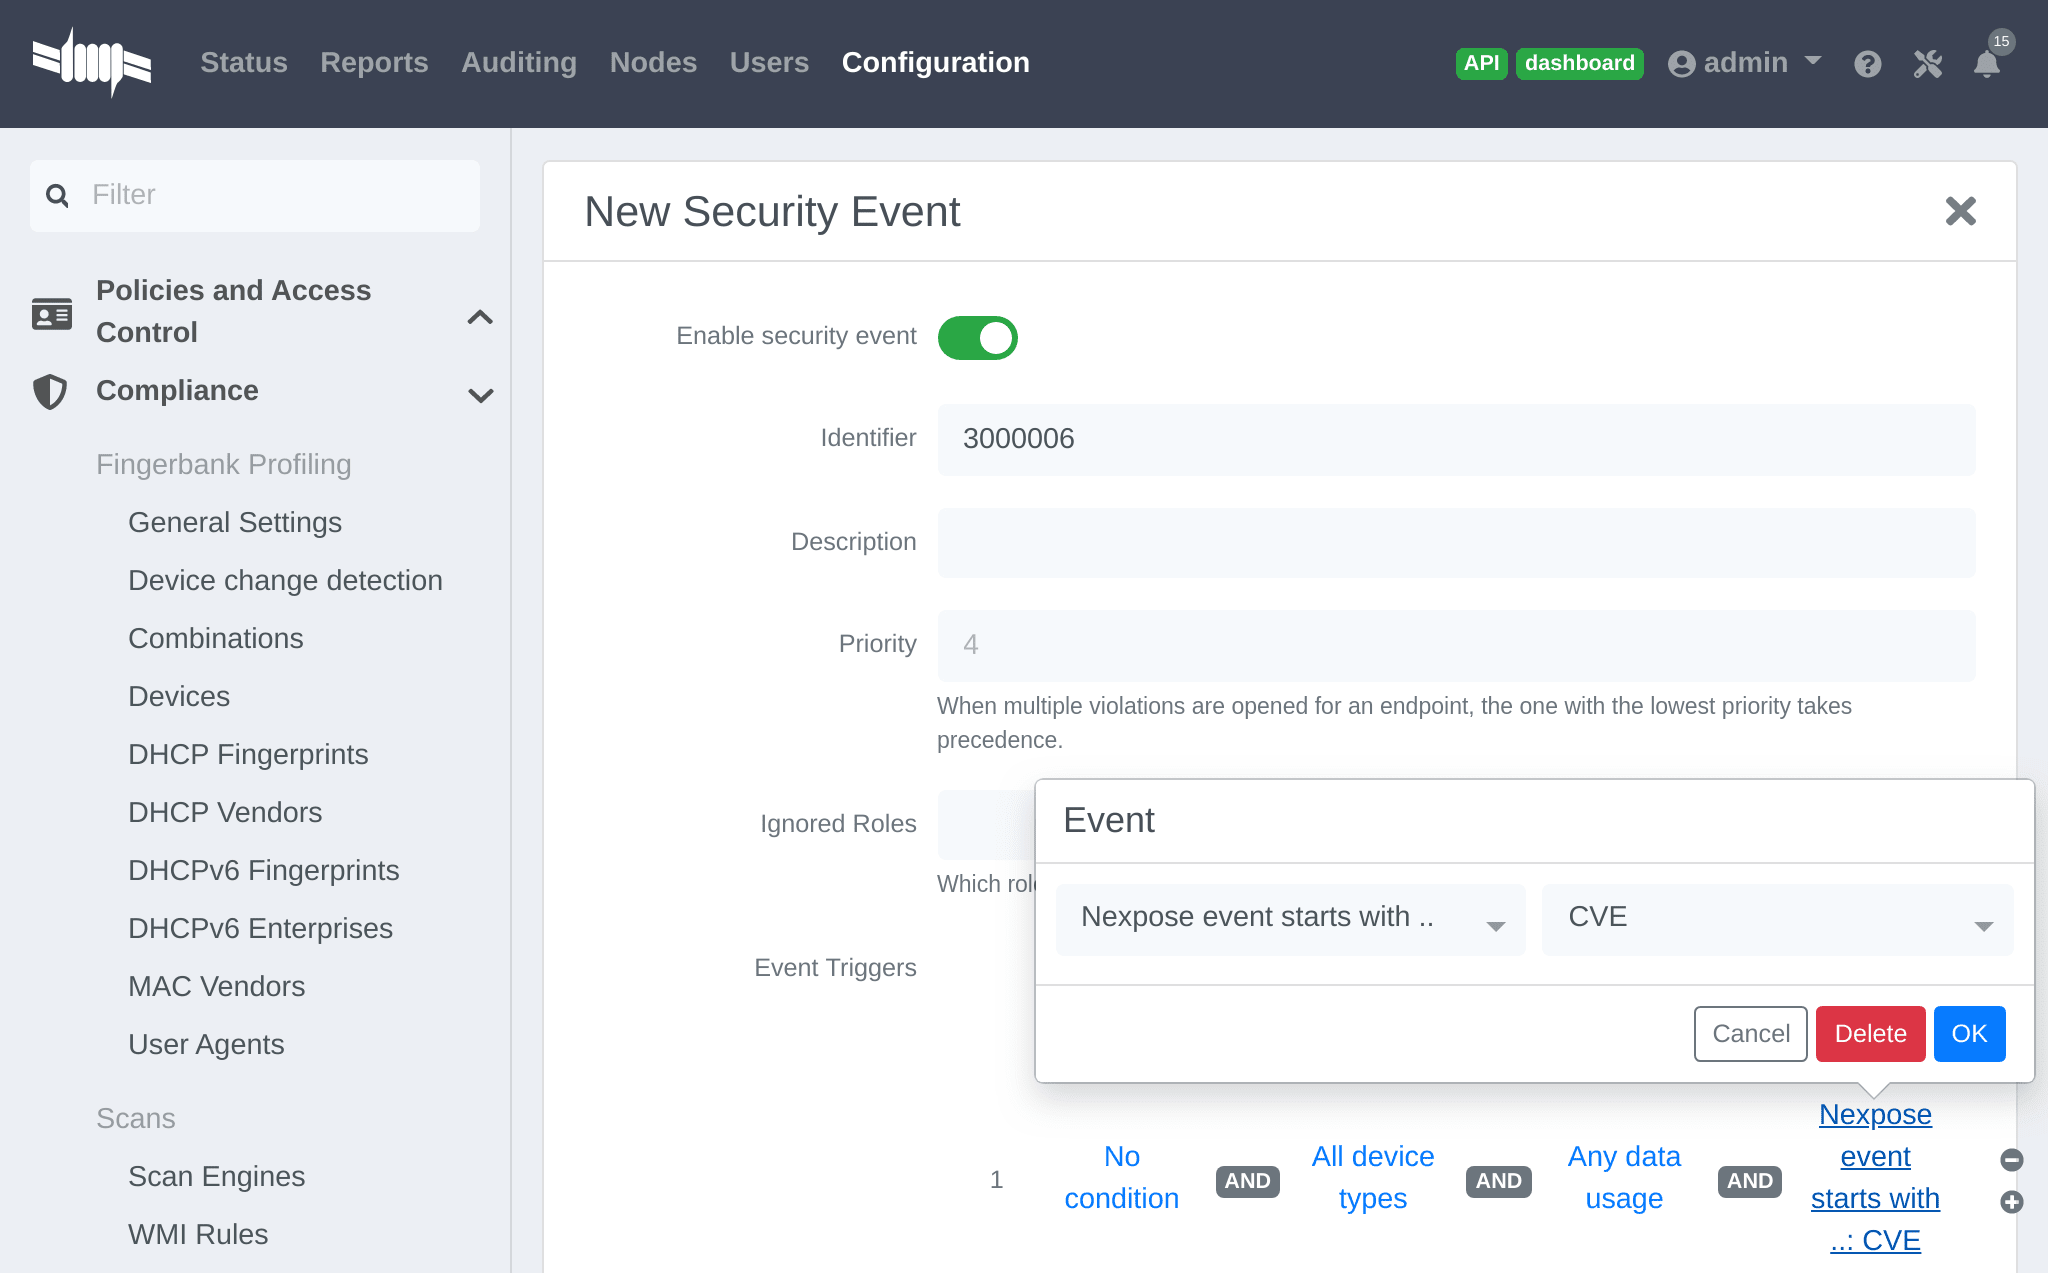 Status Reports Auditing Nodes Users Configuration API dashboard admin 15
Filter
Policies and Access
Control
Compliance
Fingerbank Profiling
General Settings
Device change detection
Combinations
Devices
DHCP Fingerprints
DHCP Vendors
DHCPv6 Fingerprints
DHCPv6 Enterprises
MAC Vendors
User Agents
Scans
Scan Engines
WMI Rules
New Security Event
Enable security event
Identifier 3000006
Description
Priority 4
When multiple violations are opened for an endpoint, the one with the lowest priority takes
precedence.
Ignored Roles
Which
Event Triggers
Event
Nexpose event starts with .. CVE
Cancel Delete OK
1
No
condition
AND
All device
types
AND
Any data
usage
AND
Nexpose
event
starts with
..: CVE